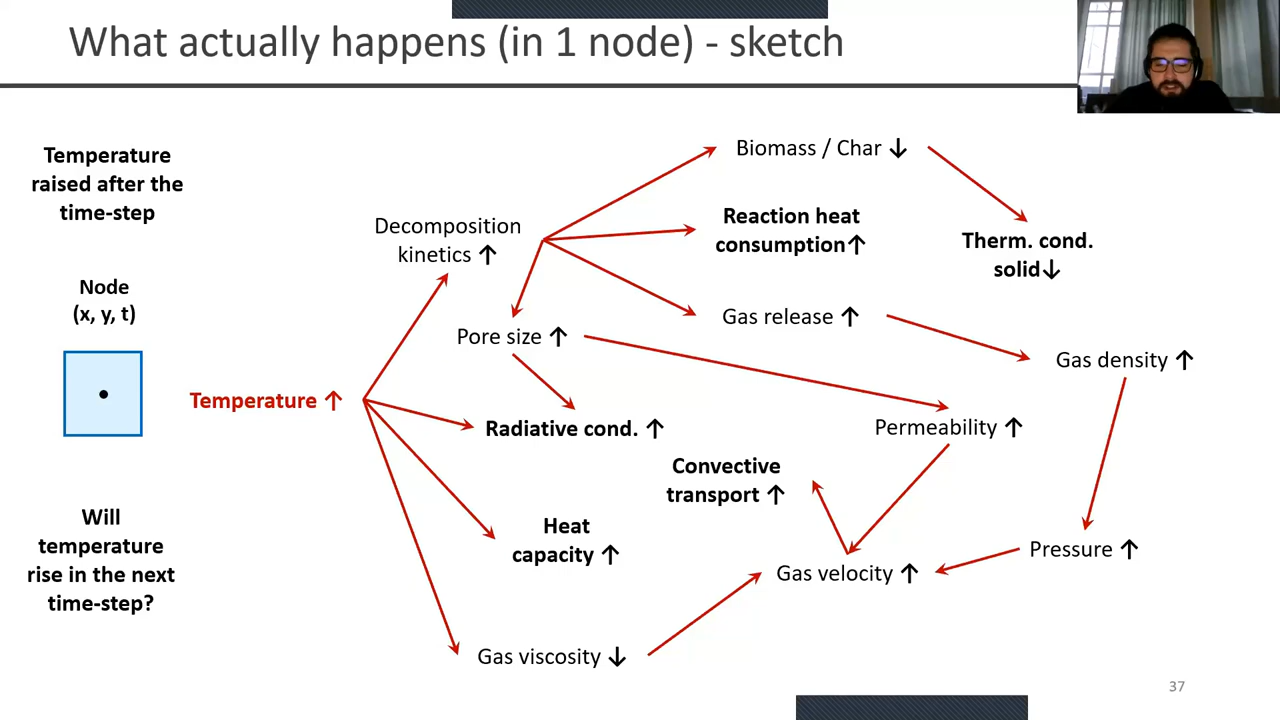 What actually happens (in 1 node) - sketch
Temperature
raised after the
time-step
Node
(x, y, t)
Will
temperature
rise in the next
time-step?
Temperature ↑
Decomposition
kinetics ↑
Pore size ↑
Radiative cond. ↑
Heat
capacity ↑
Gas viscosity ↓
Biomass / Char ↓
Reaction heat
consumption↑
Gas release ↑
Convective
transport ↑
Gas velocity ↑
Therm. cond.
solid↓
Gas density ↑
Permeability ↑
Pressure ↑
37